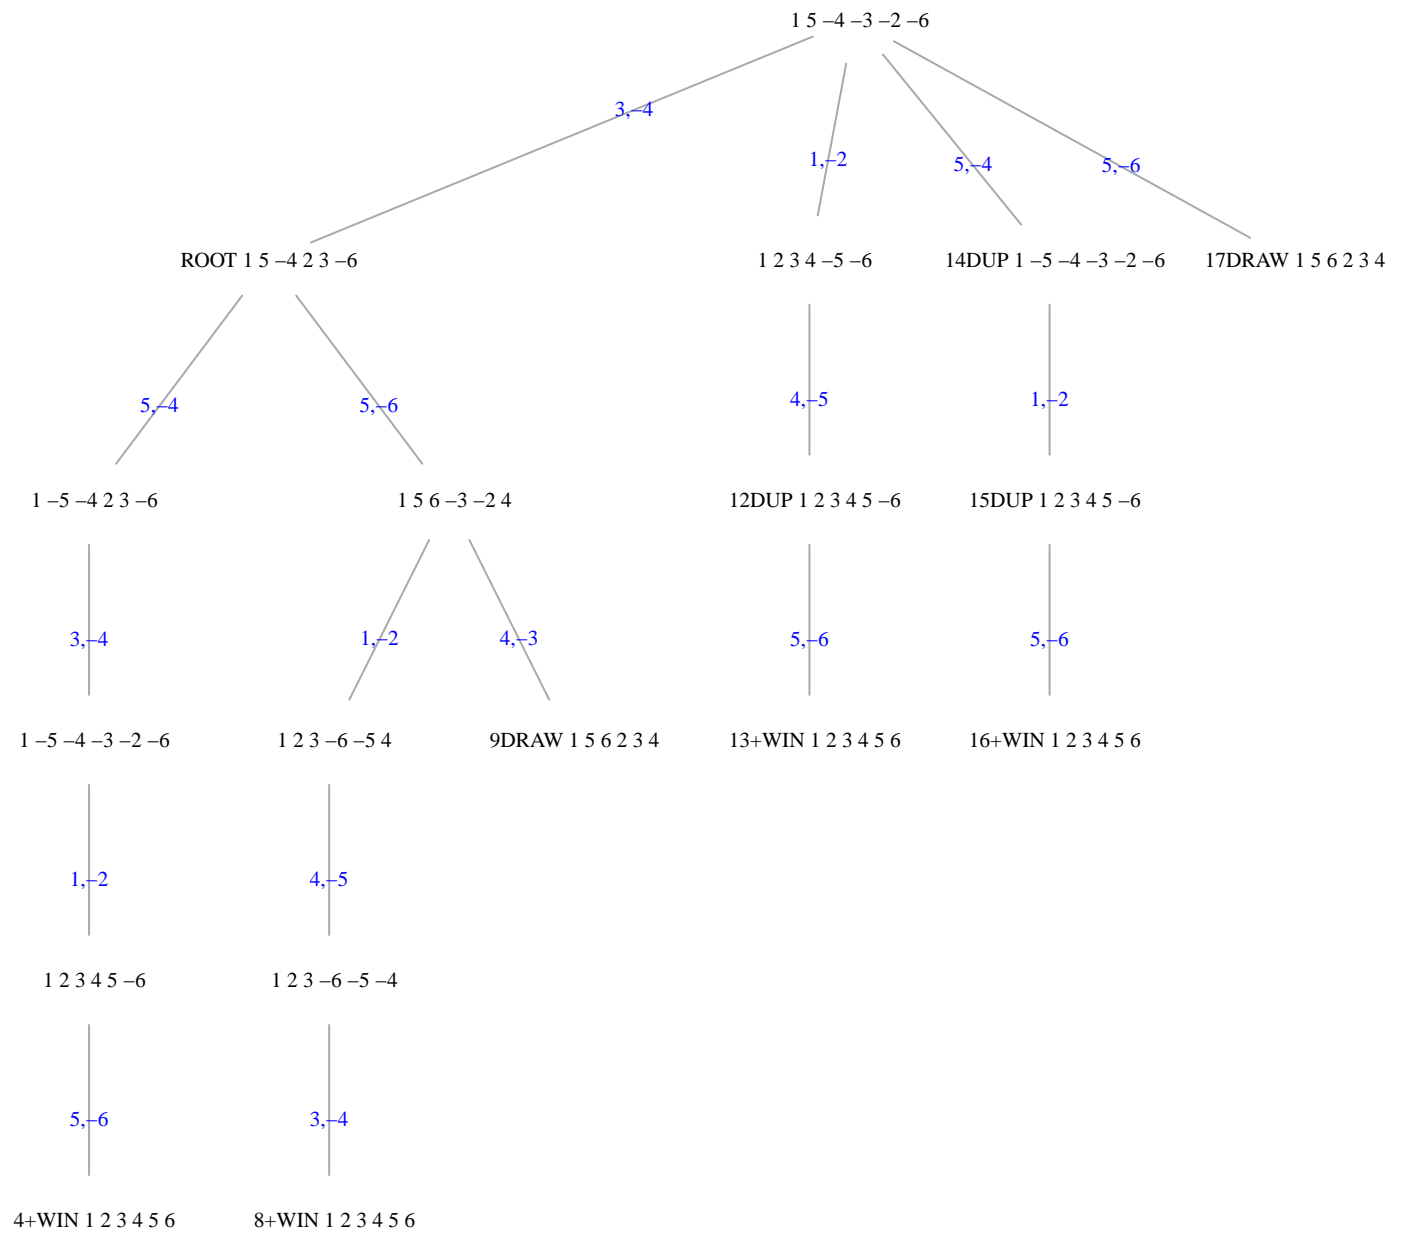 1 5 –4 –3 –2 –6
3,–4
1,–2
5,–4
5,–6
ROOT 1 5 –4 2 3 –6
1 2 3 4 –5 –6
14DUP 1 –5 –4 –3 –2 –6
17DRAW 1 5 6 2 3 4
5,–4
5,–6
4,–5
1,–2
1 –5 –4 2 3 –6
1 5 6 –3 –2 4
12DUP 1 2 3 4 5 –6
15DUP 1 2 3 4 5 –6
3,–4
1,–2
4,–3
5,–6
5,–6
1 –5 –4 –3 –2 –6
1 2 3 –6 –5 4
9DRAW 1 5 6 2 3 4
13+WIN 1 2 3 4 5 6
16+WIN 1 2 3 4 5 6
1,–2
4,–5
1 2 3 4 5 –6
1 2 3 –6 –5 –4
5,–6
3,–4
4+WIN 1 2 3 4 5 6
8+WIN 1 2 3 4 5 6